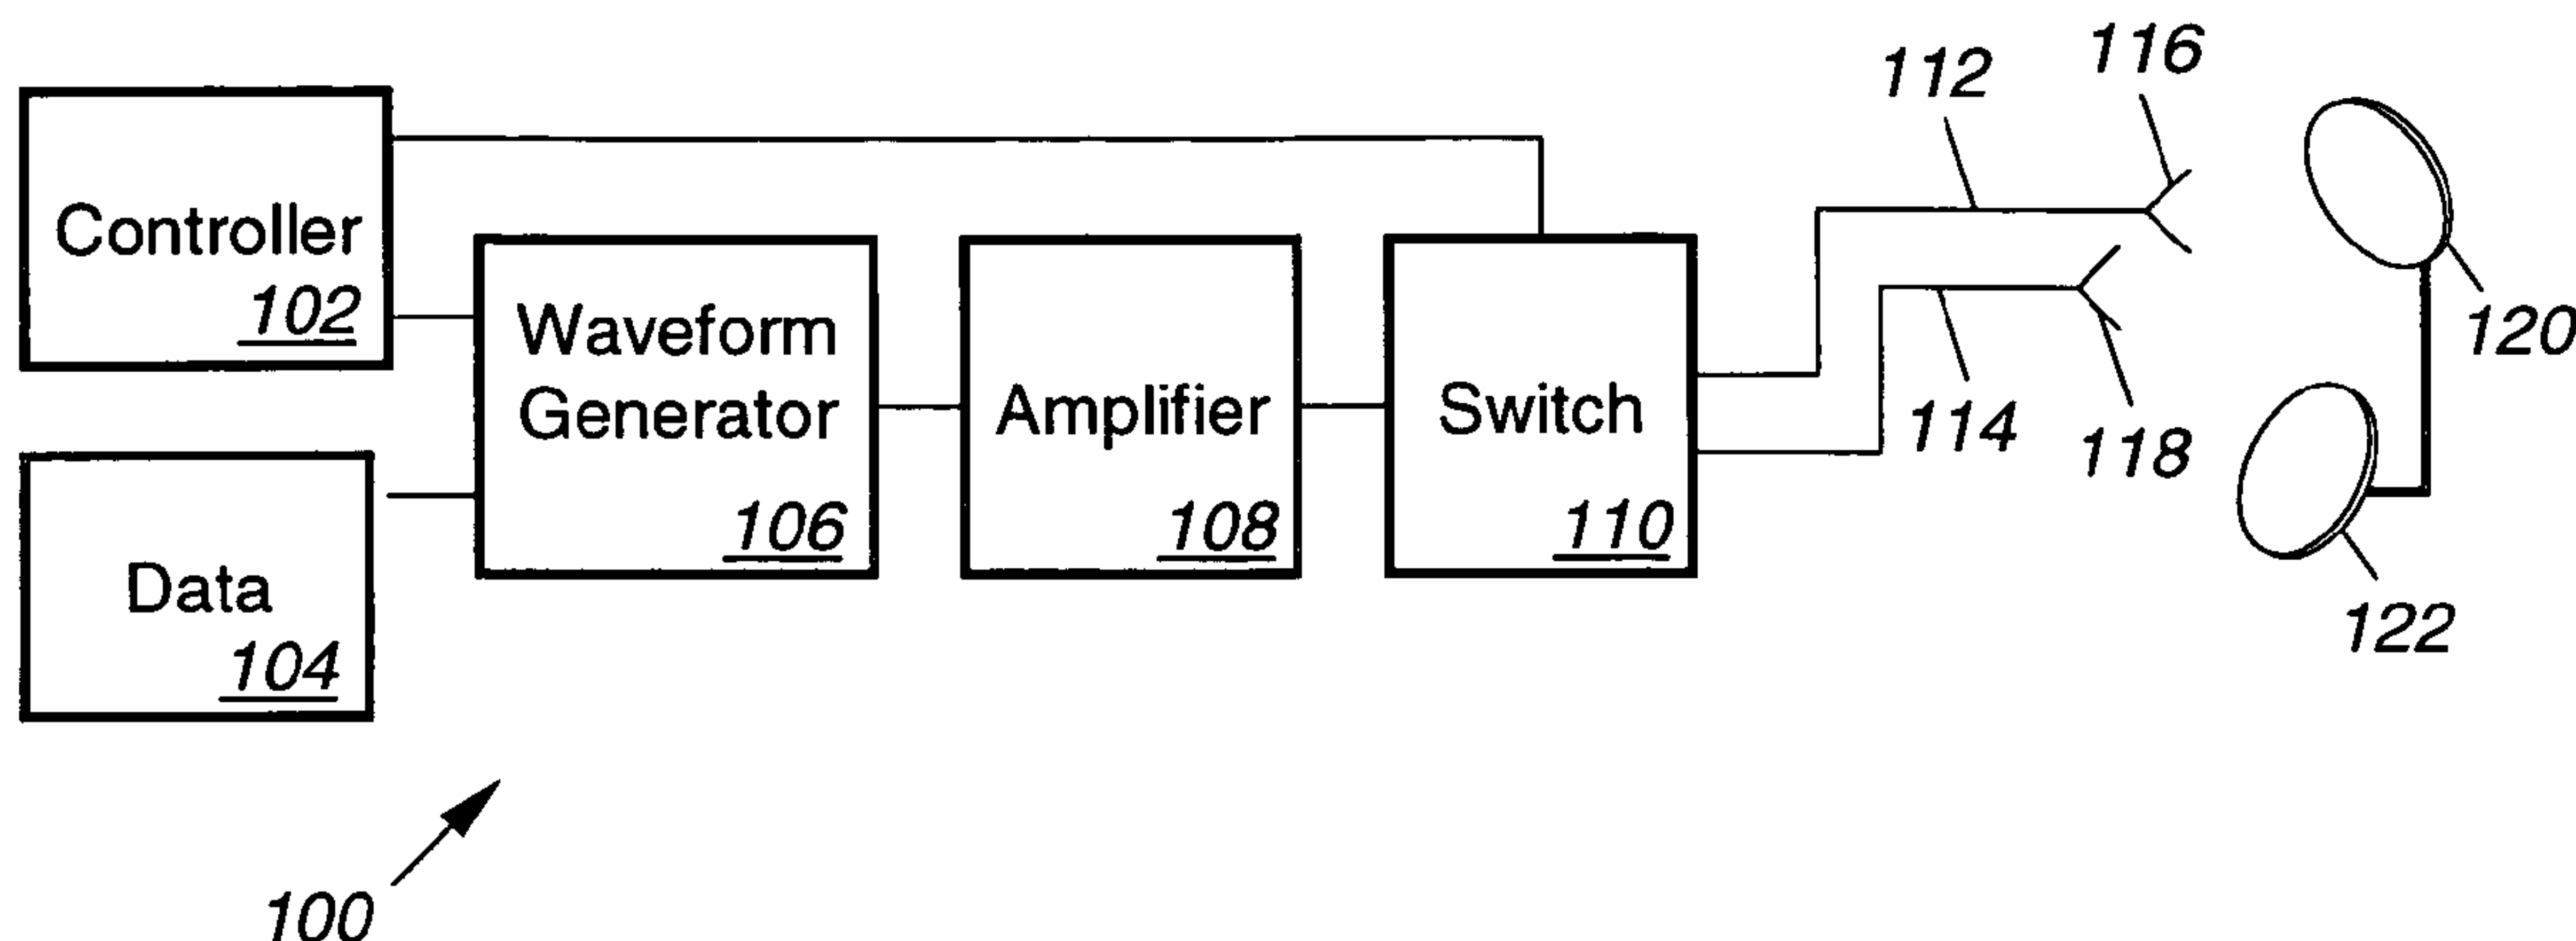 112
116
Controller
102
Waveform
Generator
106
Amplifier
108
Switch
110
114
118
120
122
Data
104
100